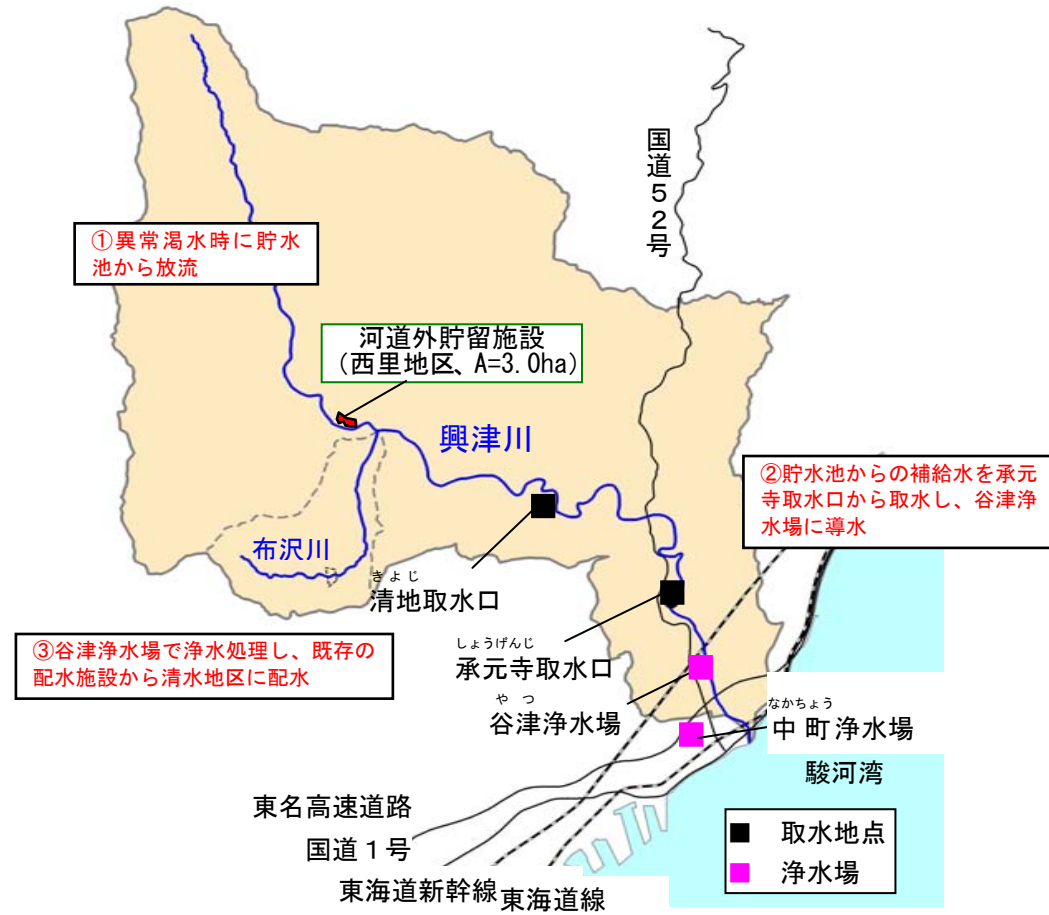 国道５２号
①異常渇水時に貯水
池から放流
河道外貯留施設
（西里地区、A=3.0ha）
興津川
②貯水池からの補給水を承元
寺取水口から取水し、谷津浄
水場に導水
布沢川
きよじ
清地取水口
③谷津浄水場で浄水処理し、既存の
配水施設から清水地区に配水
しょうげんじ
承元寺取水口
やつ
谷津浄水場
なかちょう
中町浄水場
駿河湾
東名高速道路
国道１号
東海道新幹線
東海道線
取水地点
浄水場